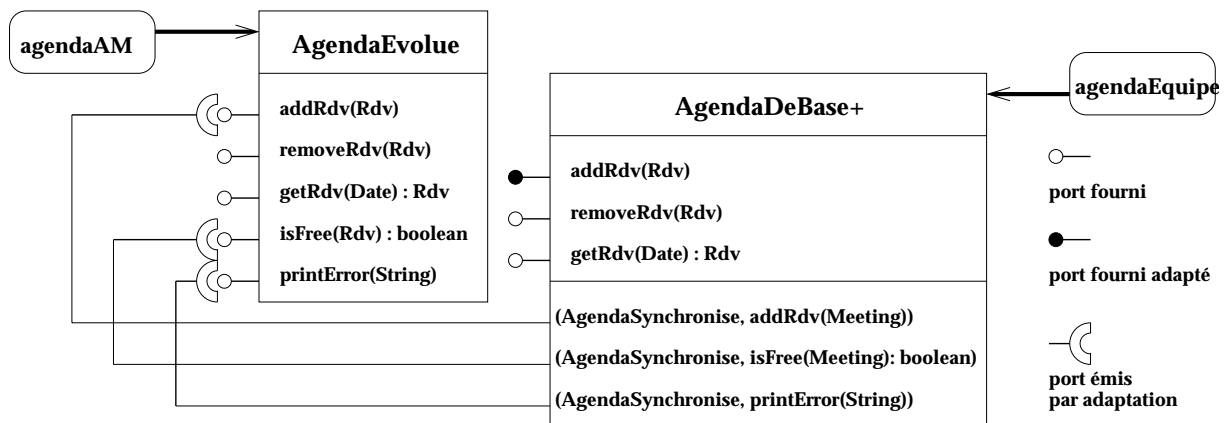 agendaAM
AgendaEvolue
addRdv(Rdv)
removeRdv(Rdv)
getRdv(Date) : Rdv
isFree(Rdv) : boolean
printError(String)
AgendaDeBase+
addRdv(Rdv)
removeRdv(Rdv)
getRdv(Date) : Rdv
(AgendaSynchronise, addRdv(Meeting))
(AgendaSynchronise, isFree(Meeting): boolean)
(AgendaSynchronise, printError(String))
agendaEquipe
port fourni
port fourni adapté
port émis
par adaptation